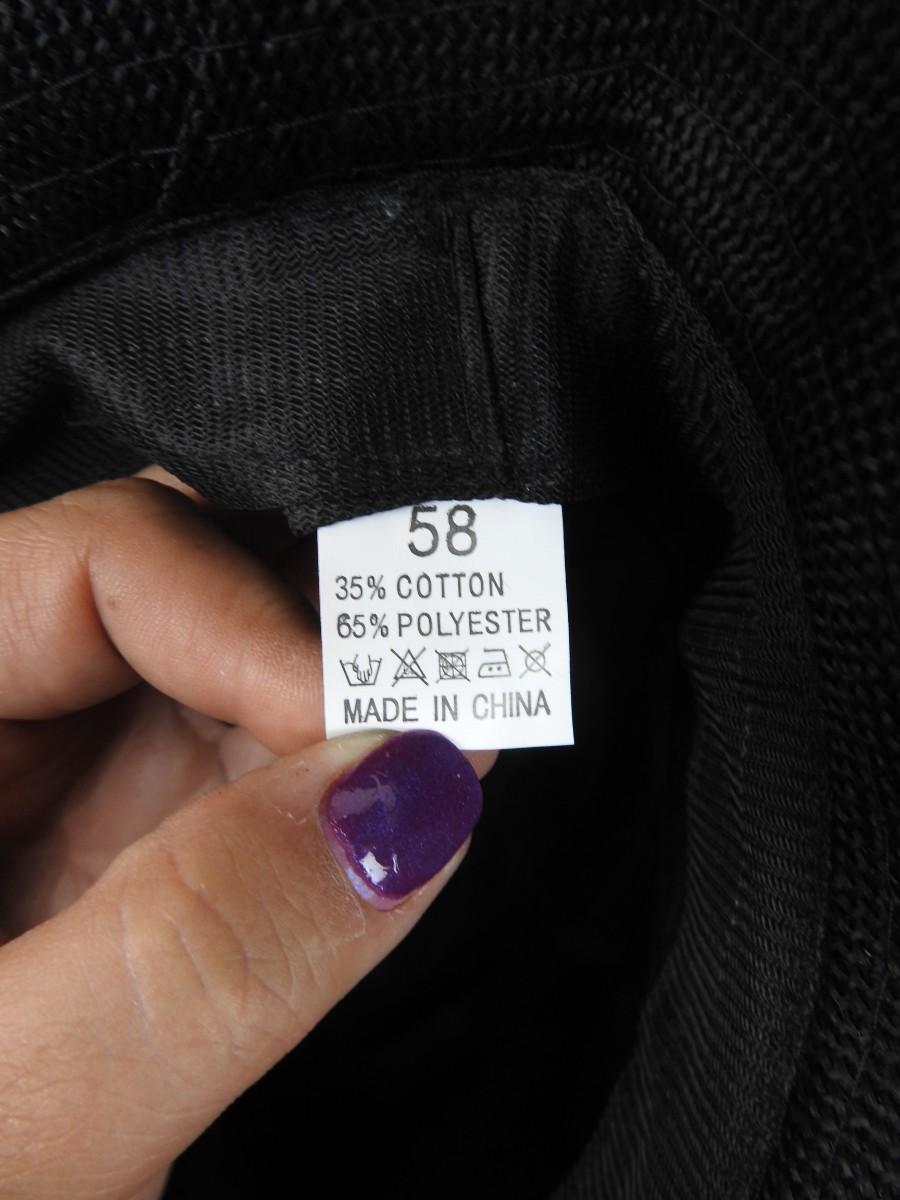 58
35% COTTON
65% POLYESTER
MADE IN CHINA